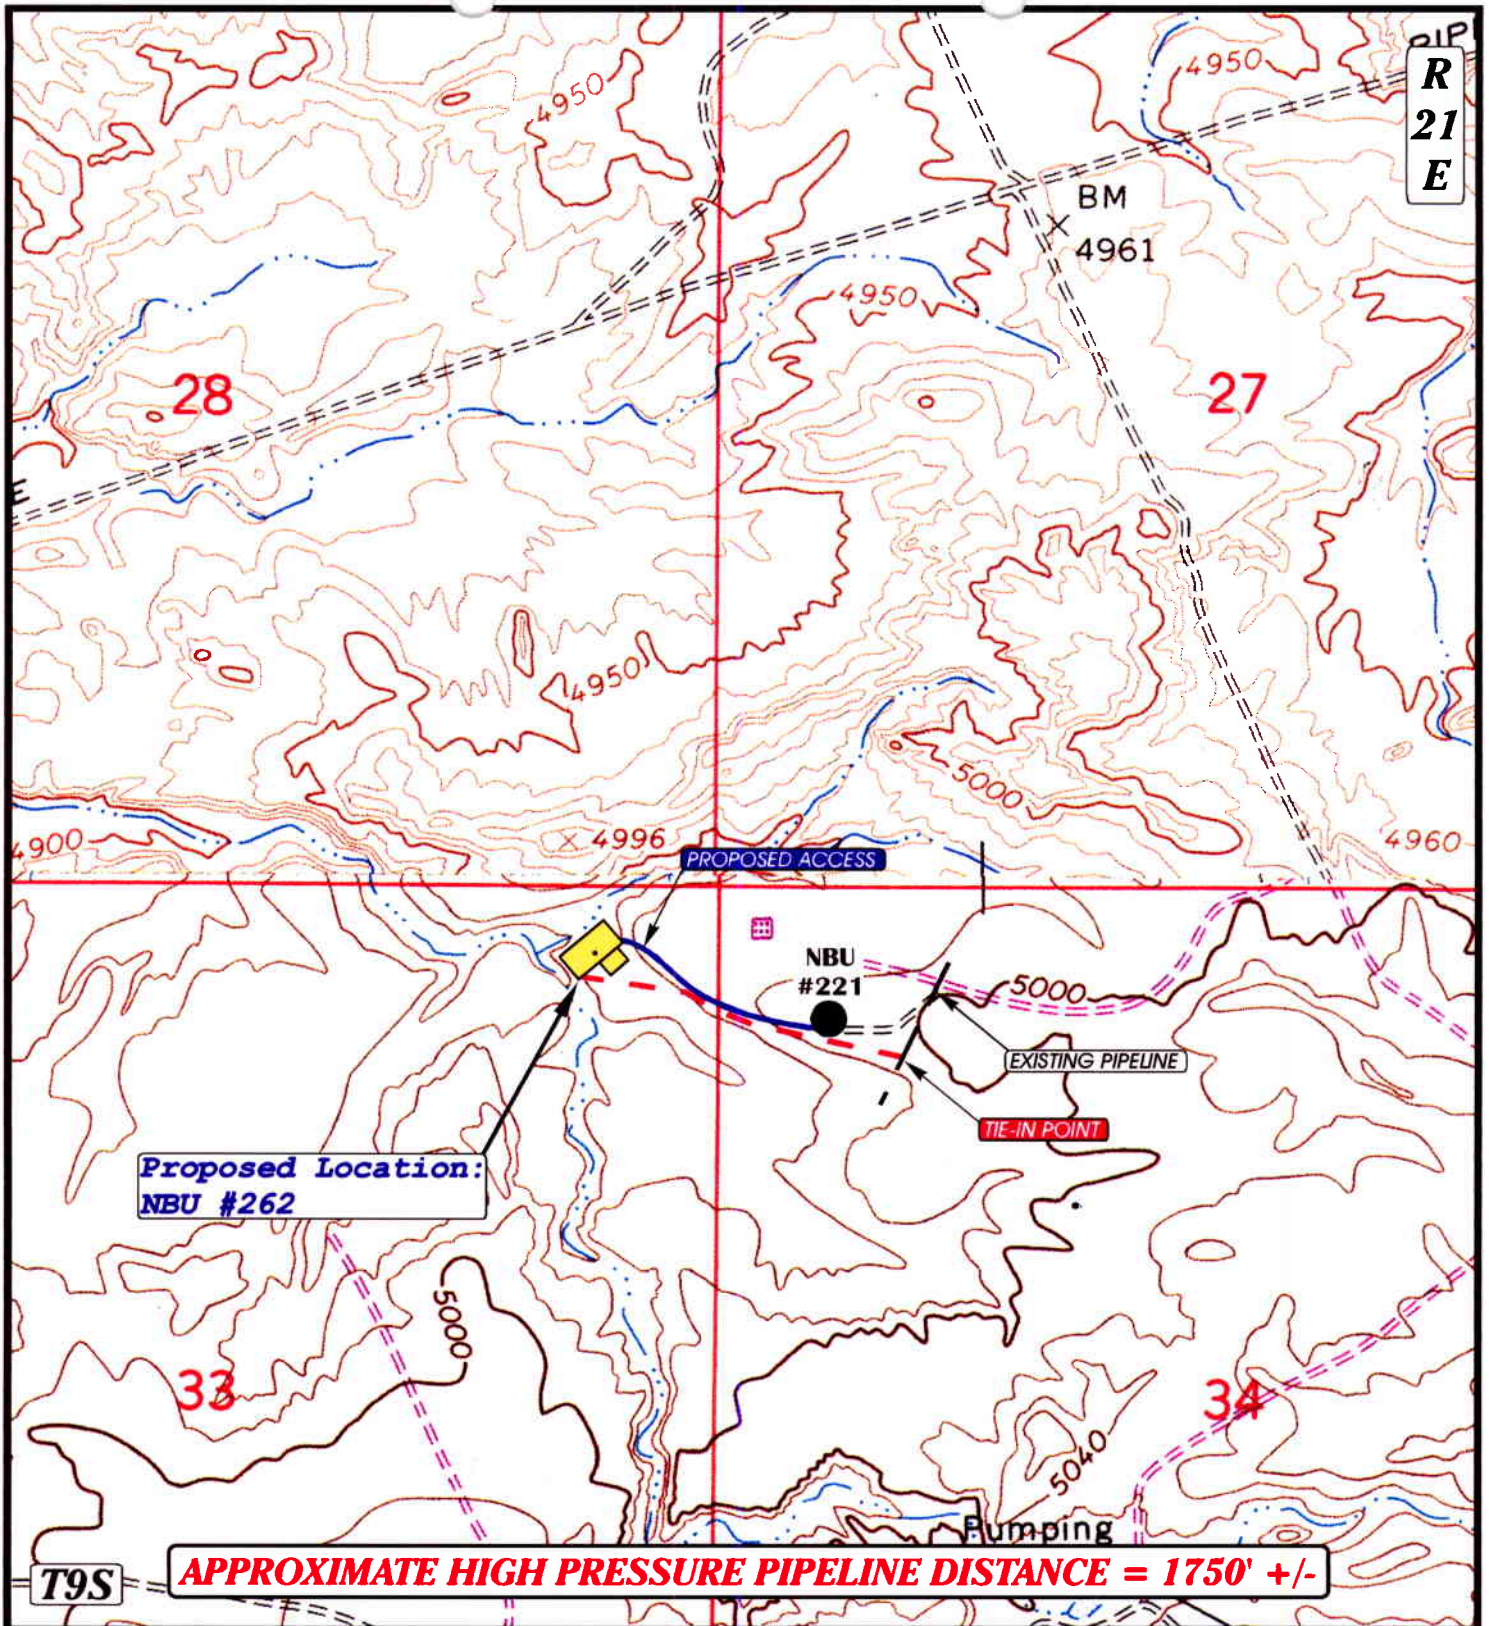 R
21
E
4950
4950
BM
4961
4950
28
27
4950
5000
4900
4996
4960
PROPOSED ACCESS
NBU
#221
5000
EXISTING PIPELINE
TIE-IN POINT
Proposed Location:
NBU #262
5000
33
34
5040
Pumping
T9S
APPROXIMATE HIGH PRESSURE PIPELINE DISTANCE = 1750' +/-